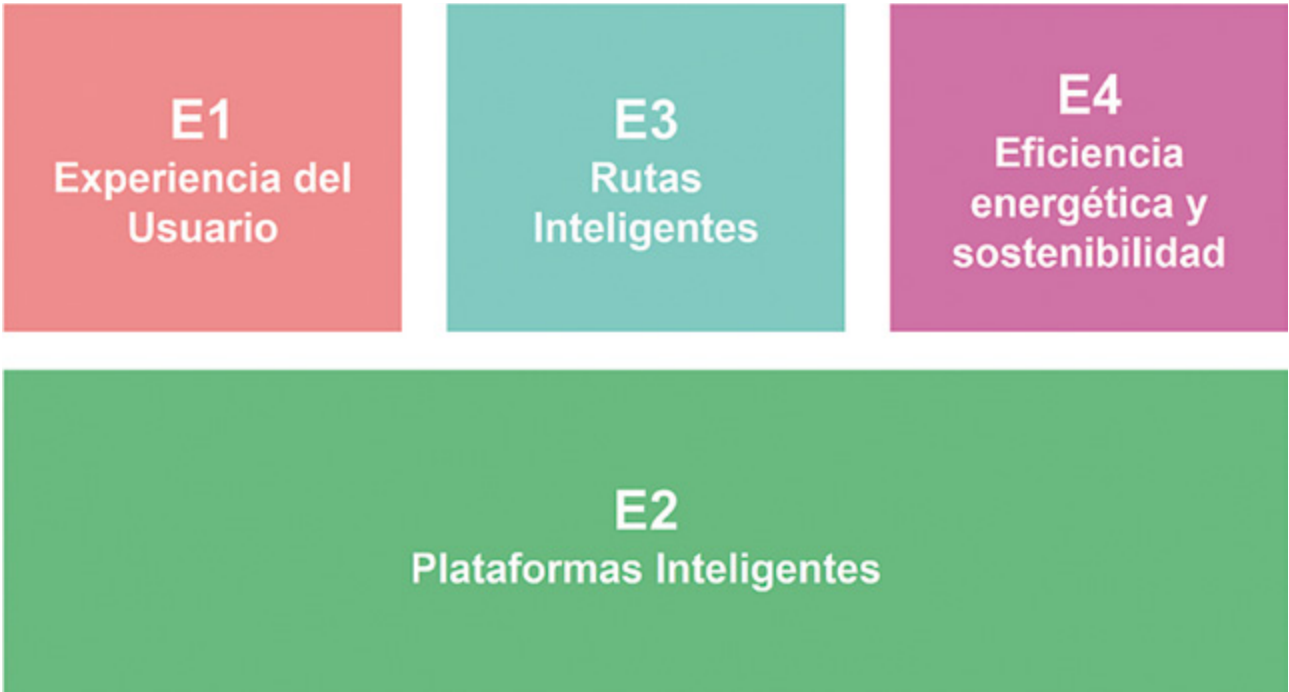 E1
Experiencia del
Usuario
E3
Rutas
Inteligentes
E4
Eficiencia
energética y
sostenibilidad
E2
Plataformas Inteligentes